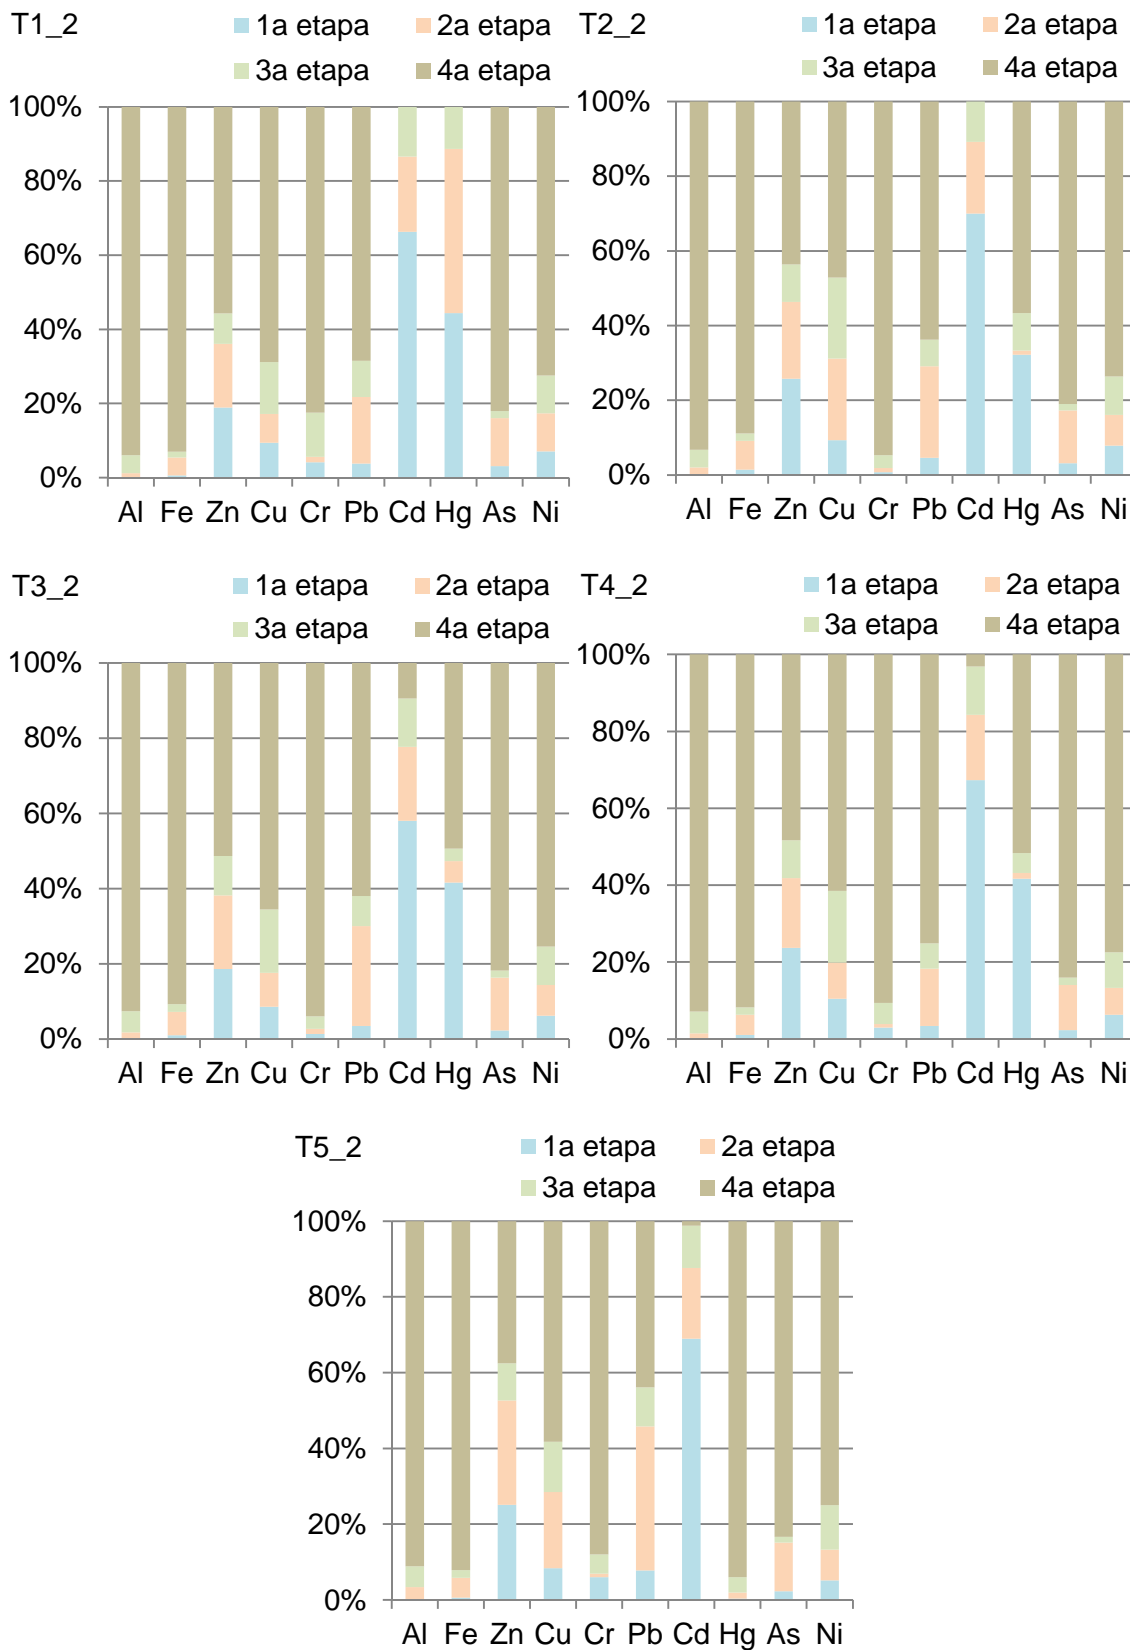 T1_2
1a etapa 2a etapa
3a etapa 4a etapa
100%
80%
60%
40%
20%
0%
Al Fe Zn Cu Cr Pb Cd Hg As Ni
T2_2
1a etapa 2a etapa
3a etapa 4a etapa
100%
80%
60%
40%
20%
0%
Al Fe Zn Cu Cr Pb Cd Hg As Ni
T3_2
1a etapa 2a etapa
3a etapa 4a etapa
100%
80%
60%
40%
20%
0%
Al Fe Zn Cu Cr Pb Cd Hg As Ni
T4_2
1a etapa 2a etapa
3a etapa 4a etapa
100%
80%
60%
40%
20%
0%
Al Fe Zn Cu Cr Pb Cd Hg As Ni
T5_2
1a etapa 2a etapa
3a etapa 4a etapa
100%
80%
60%
40%
20%
0%
Al Fe Zn Cu Cr Pb Cd Hg As Ni